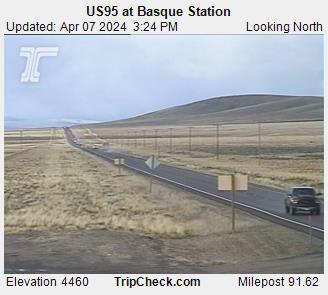 US95 at Basque Station
Updated: Apr 07 2024 3:24 PM Looking North
Elevation 4460 TripCheck.com Milepost 91.62